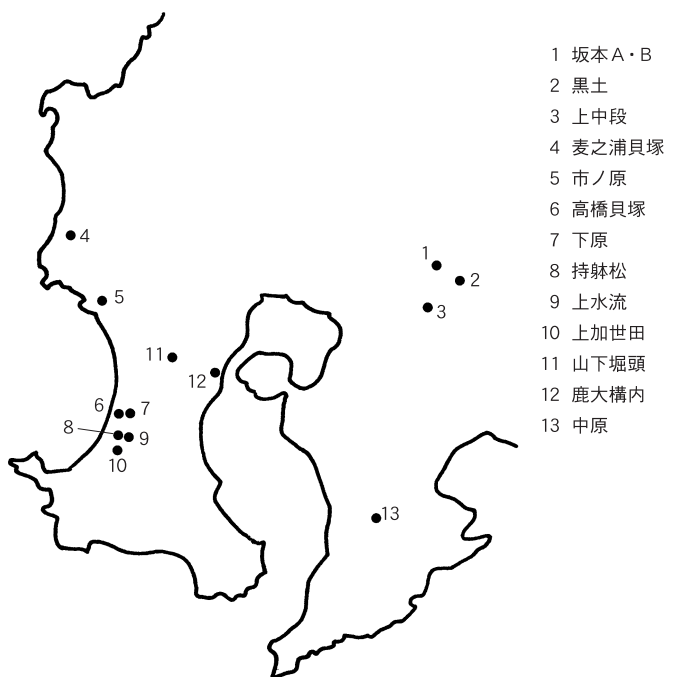 1 坂本A・B
2 黒土
3 上中段
4 麦之浦貝塚
5 市ノ原
6 高橋貝塚
7 下原
8 持躰松
9 上水流
10 上加世田
11 山下堀頭
12 鹿大構内
13 中原
4
1
2
5
3
11
12
6
7
8
9
10
13